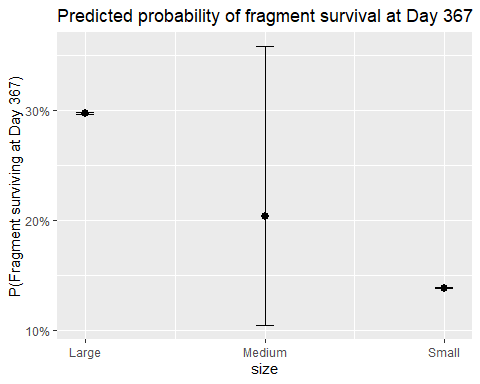 Predicted probability of fragment survival at Day 367
P(Fragment surviving at Day 367)
30%
20%
10%
Large Medium Small
size